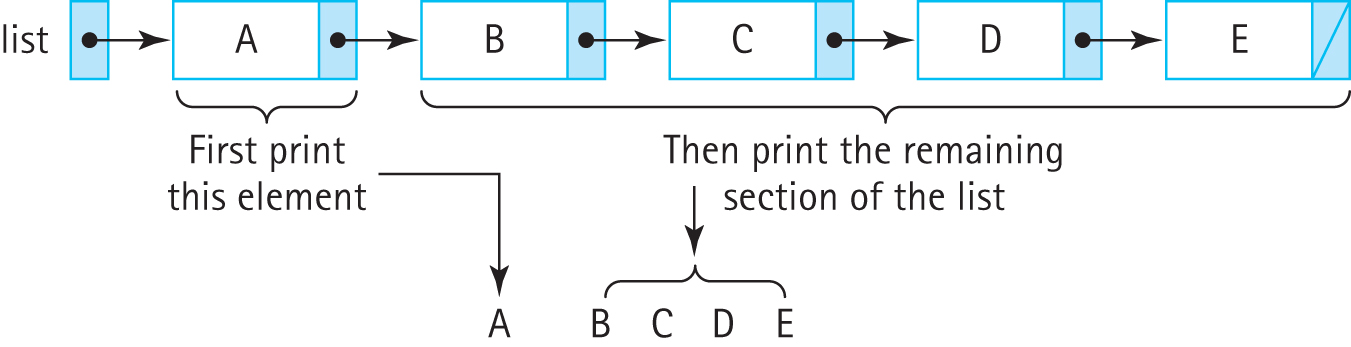 list A B C D E
First print
this element
Then print the remaining
section of the list
A B C D E